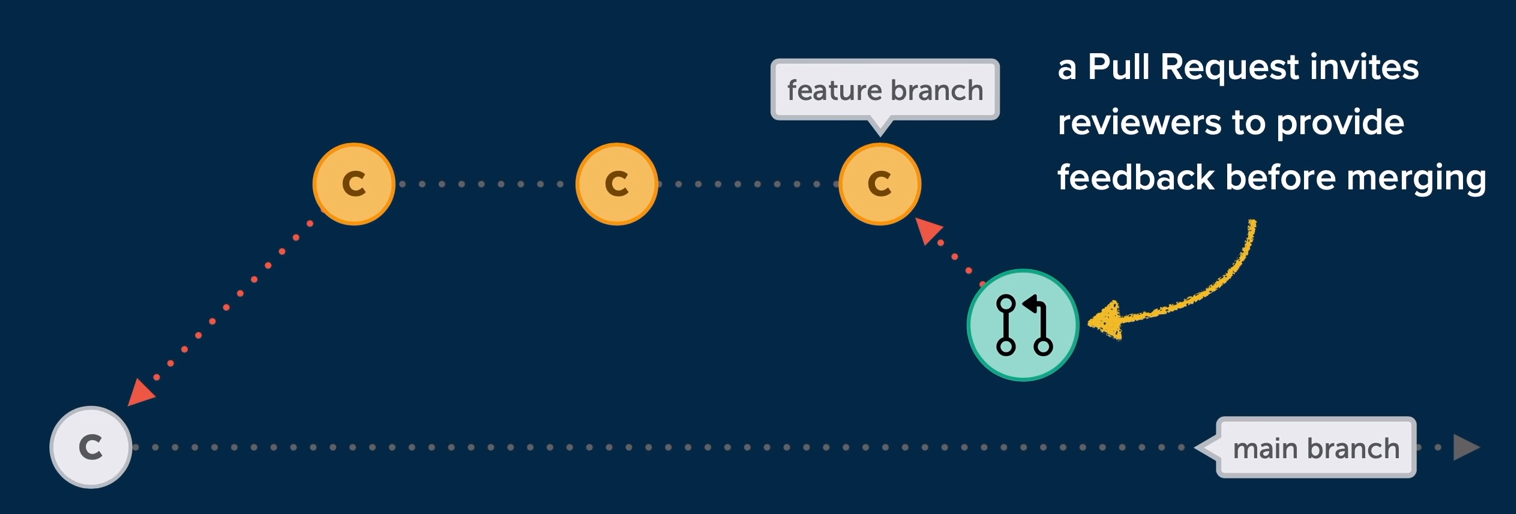 a Pull Request invites
reviewers to provide
feedback before merging
feature branch
C
C
C
C
main branch